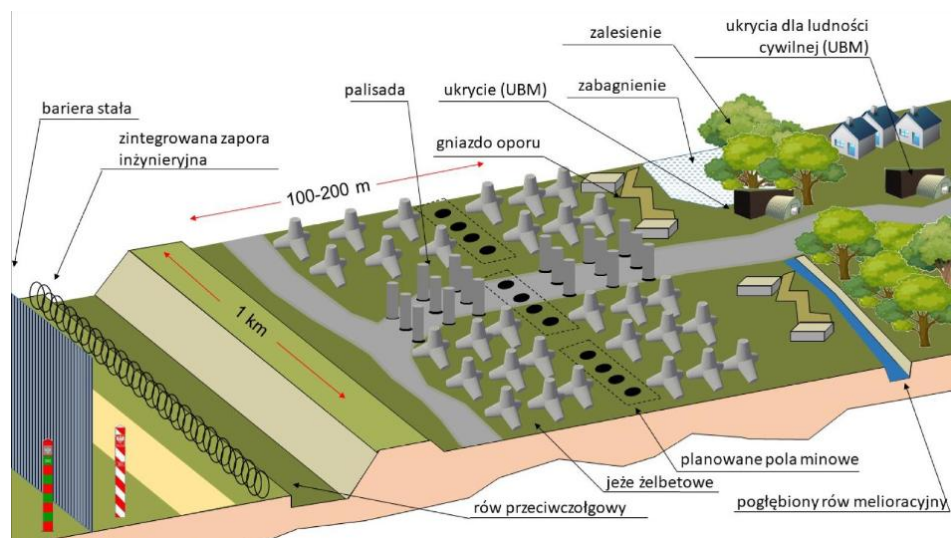 bariera stała
zintegrowana zapora
inżynieryjna
palisada
ukrycie (UBM)
gniazdo oporu
zalesienie
zabagnienie
ukrycia dla ludności
cywilnej (UBM)
100-200 m
1 km
planowane pola minowe
jeże żelbetowe
rów przeciwczołgowy
pogłębiony rów melioracyjny